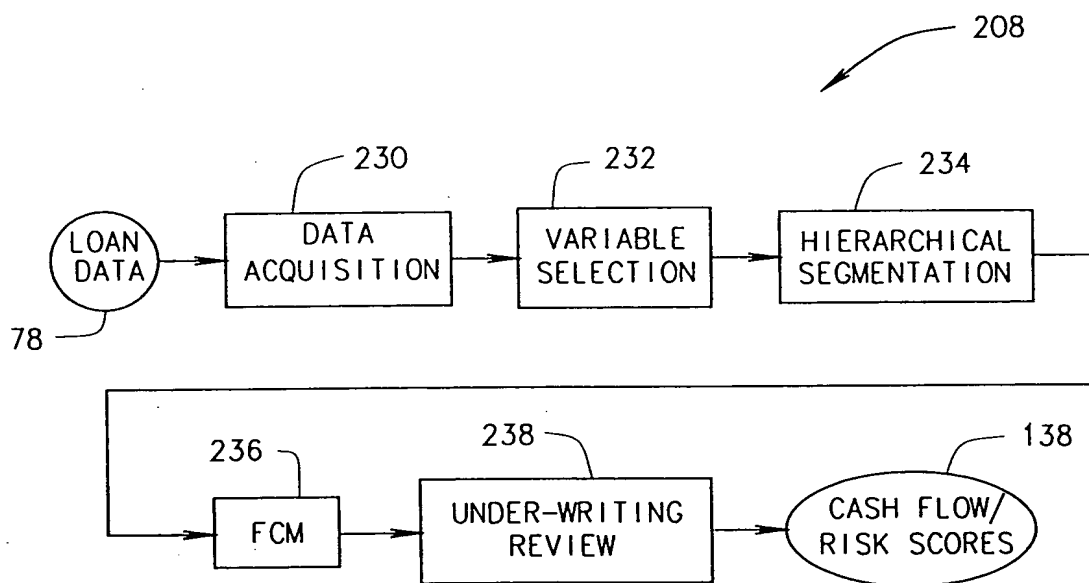 208
230
232
234
LOAN
DATA
DATA
ACQUISITION
VARIABLE
SELECTION
HIERARCHICAL
SEGMENTATION
78
236
238
138
FCM
UNDER-WRITING
REVIEW
CASH FLOW/
RISK SCORES